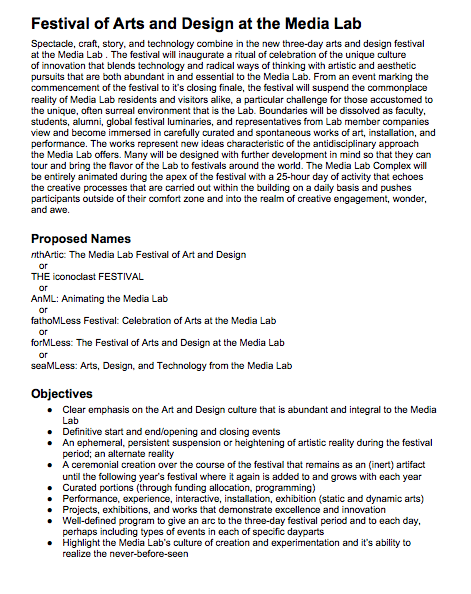 Festival of Arts and Design at the Media Lab
Spectacle, craft, story, and technology combine in the new three-day arts and design festival
at the Media Lab . The festival will inaugurate a ritual of celebration of the unique culture
of innovation that blends technology and radical ways of thinking with artistic and aesthetic
pursuits that are both abundant in and essential to the Media Lab. From an event marking the
commencement of the festival to it's closing finale, the festival will suspend the commonplace
reality of Media Lab residents and visitors alike, a particular challenge for those accustomed to
the unique, often surreal environment that is the Lab. Boundaries will be dissolved as faculty,
students, alumni, global festival luminaries, and representatives from Lab member companies
view and become immersed in carefully curated and spontaneous works of art, installation, and
performance. The works represent new ideas characteristic of the antidisciplinary approach
the Media Lab offers. Many will be designed with further development in mind so that they can
tour and bring the flavor of the Lab to festivals around the world. The Media Lab Complex will
be entirely animated during the apex of the festival with a 25-hour day of activity that echoes
the creative processes that are carried out within the building on a daily basis and pushes
participants outside of their comfort zone and into the realm of creative engagement, wonder,
and awe.
Proposed Names
nthArtic: The Media Lab Festival of Art and Design
or
THE iconoclast FESTIVAL
or
AnML: Animating the Media Lab
or
fathoMLess Festival: Celebration of Arts at the Media Lab
or
forMLess: The Festival of Arts and Design at the Media Lab
or
seaMLess: Arts, Design, and Technology from the Media Lab
Objectives
● Clear emphasis on the Art and Design culture that is abundant and integral to the Media
Lab
● Definitive start and end/opening and closing events
● An ephemeral, persistent suspension or heightening of artistic reality during the festival
period; an alternate reality
● A ceremonial creation over the course of the festival that remains as an (inert) artifact
until the following year's festival where it again is added to and grows with each year
● Curated portions (through funding allocation, programming)
● Performance, experience, interactive, installation, exhibition (static and dynamic arts)
● Projects, exhibitions, and works that demonstrate excellence and innovation
● Well-defined program to give an arc to the three-day festival period and to each day,
perhaps including types of events in each of specific dayparts
● Highlight the Media Lab's culture of creation and experimentation and it's ability to
realize the never-before-seen